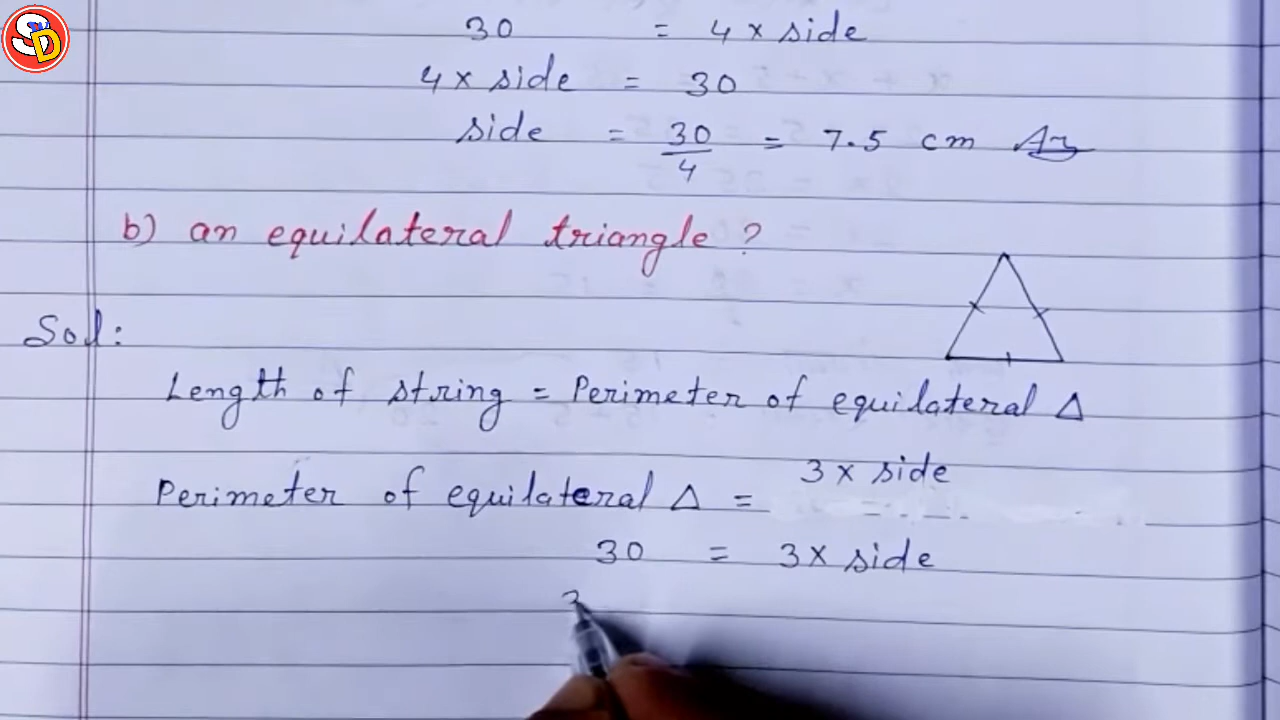 SD
30 = 4 x side
4 x side = 30
side = 30/4 = 7.5 cm
b) an equilateral triangle ?
Sol:
Length of string = Perimeter of equilateral Δ
Perimeter of equilateral Δ = 3 x side
30 = 3 x side